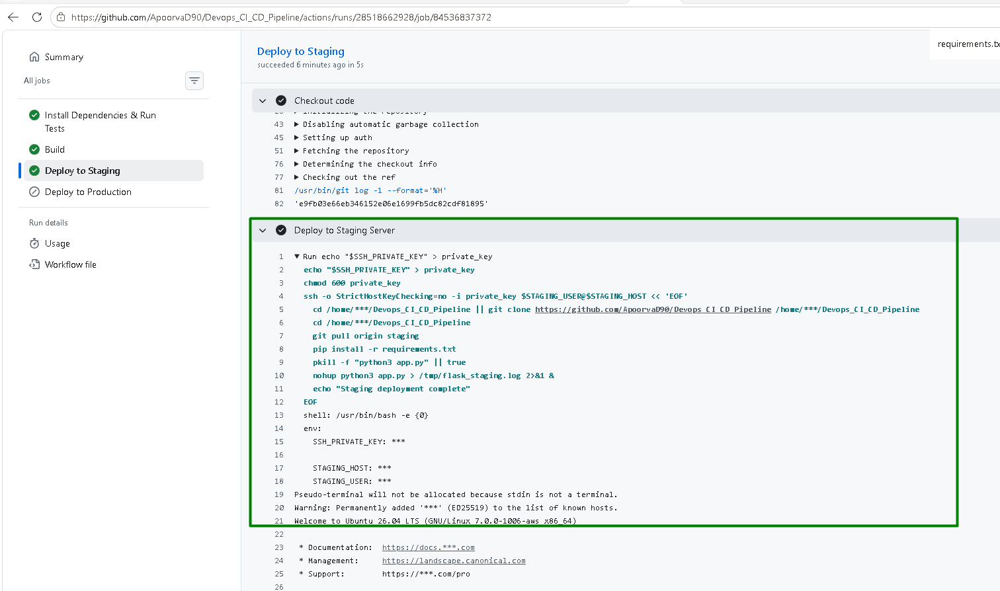 https://github.com/ApoorvaD90/Devops_CI_CD_Pipeline/actions/runs/28518662928/job/84536837372
requirements.tx
Summary
All jobs
Install Dependencies & Run
Tests
Build
Deploy to Staging
Deploy to Production
Run details
Usage
Workflow file
Deploy to Staging
succeeded 6 minutes ago in 5s
Checkout code
Initializing the repository
43 Disabling automatic garbage collection
45 Setting up auth
51 Fetching the repository
76 Determining the checkout info
77 Checking out the ref
81 /usr/bin/git log -1 --format='%H'
82 'e9fb03e66eb346152e06e1699fb5dc82cdf81895'
Deploy to Staging Server
1 Run echo "$SSH_PRIVATE_KEY" > private_key
2 echo "$SSH_PRIVATE_KEY" > private_key
3 chmod 600 private_key
4 ssh -o StrictHostKeyChecking=no -i private_key $STAGING_USER@$STAGING_HOST << 'EOF'
5 cd /home/***/Devops_CI_CD_Pipeline || git clone https://github.com/ApoorvaD90/Devops_CI_CD_Pipeline /home/***/Devops_CI_CD_Pipeline
6 cd /home/***/Devops_CI_CD_Pipeline
7 git pull origin staging
8 pip install -r requirements.txt
9 pkill -f "python3 app.py" || true
10 nohup python3 app.py > /tmp/flask_staging.log 2>&1 &
11 echo "Staging deployment complete"
12 EOF
13 shell: /usr/bin/bash -e {0}
14 env:
15 SSH_PRIVATE_KEY: ***
16
17 STAGING_HOST: ***
18 STAGING_USER: ***
19 Pseudo-terminal will not be allocated because stdin is not a terminal.
20 Warning: Permanently added '***' (ED25519) to the list of known hosts.
21 Welcome to Ubuntu 26.04 LTS (GNU/Linux 7.0.0-1006-aws x86_64)
22
23 * Documentation: https://docs.***.com
24 * Management: https://landscape.canonical.com
25 * Support: https://***.com/pro
26